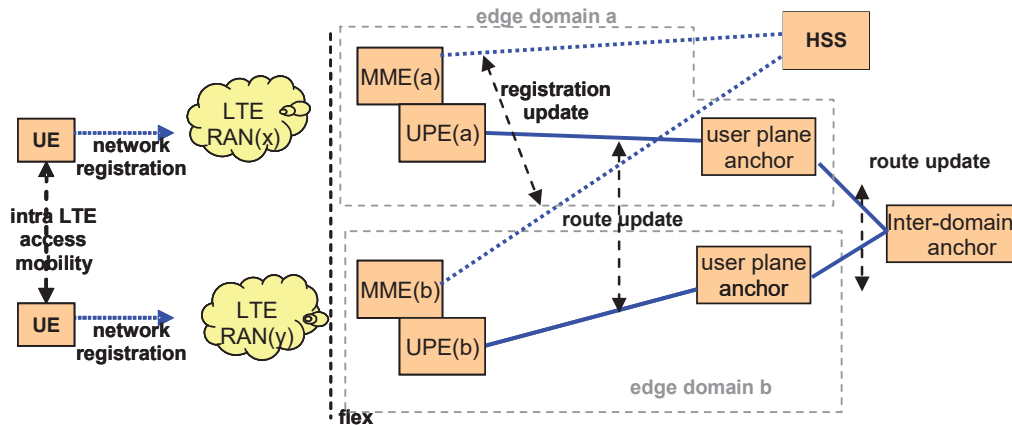 edge domain a
HSS
MME(a)
registration
update
LTE
RAN(x)
UPE(a)
user plane
anchor
UE
network
registration
route update
intra LTE
access
mobility
route update
Inter-domain
anchor
user plane
anchor
MME(b)
LTE
RAN(y)
UE
network
registration
UPE(b)
edge domain b
flex